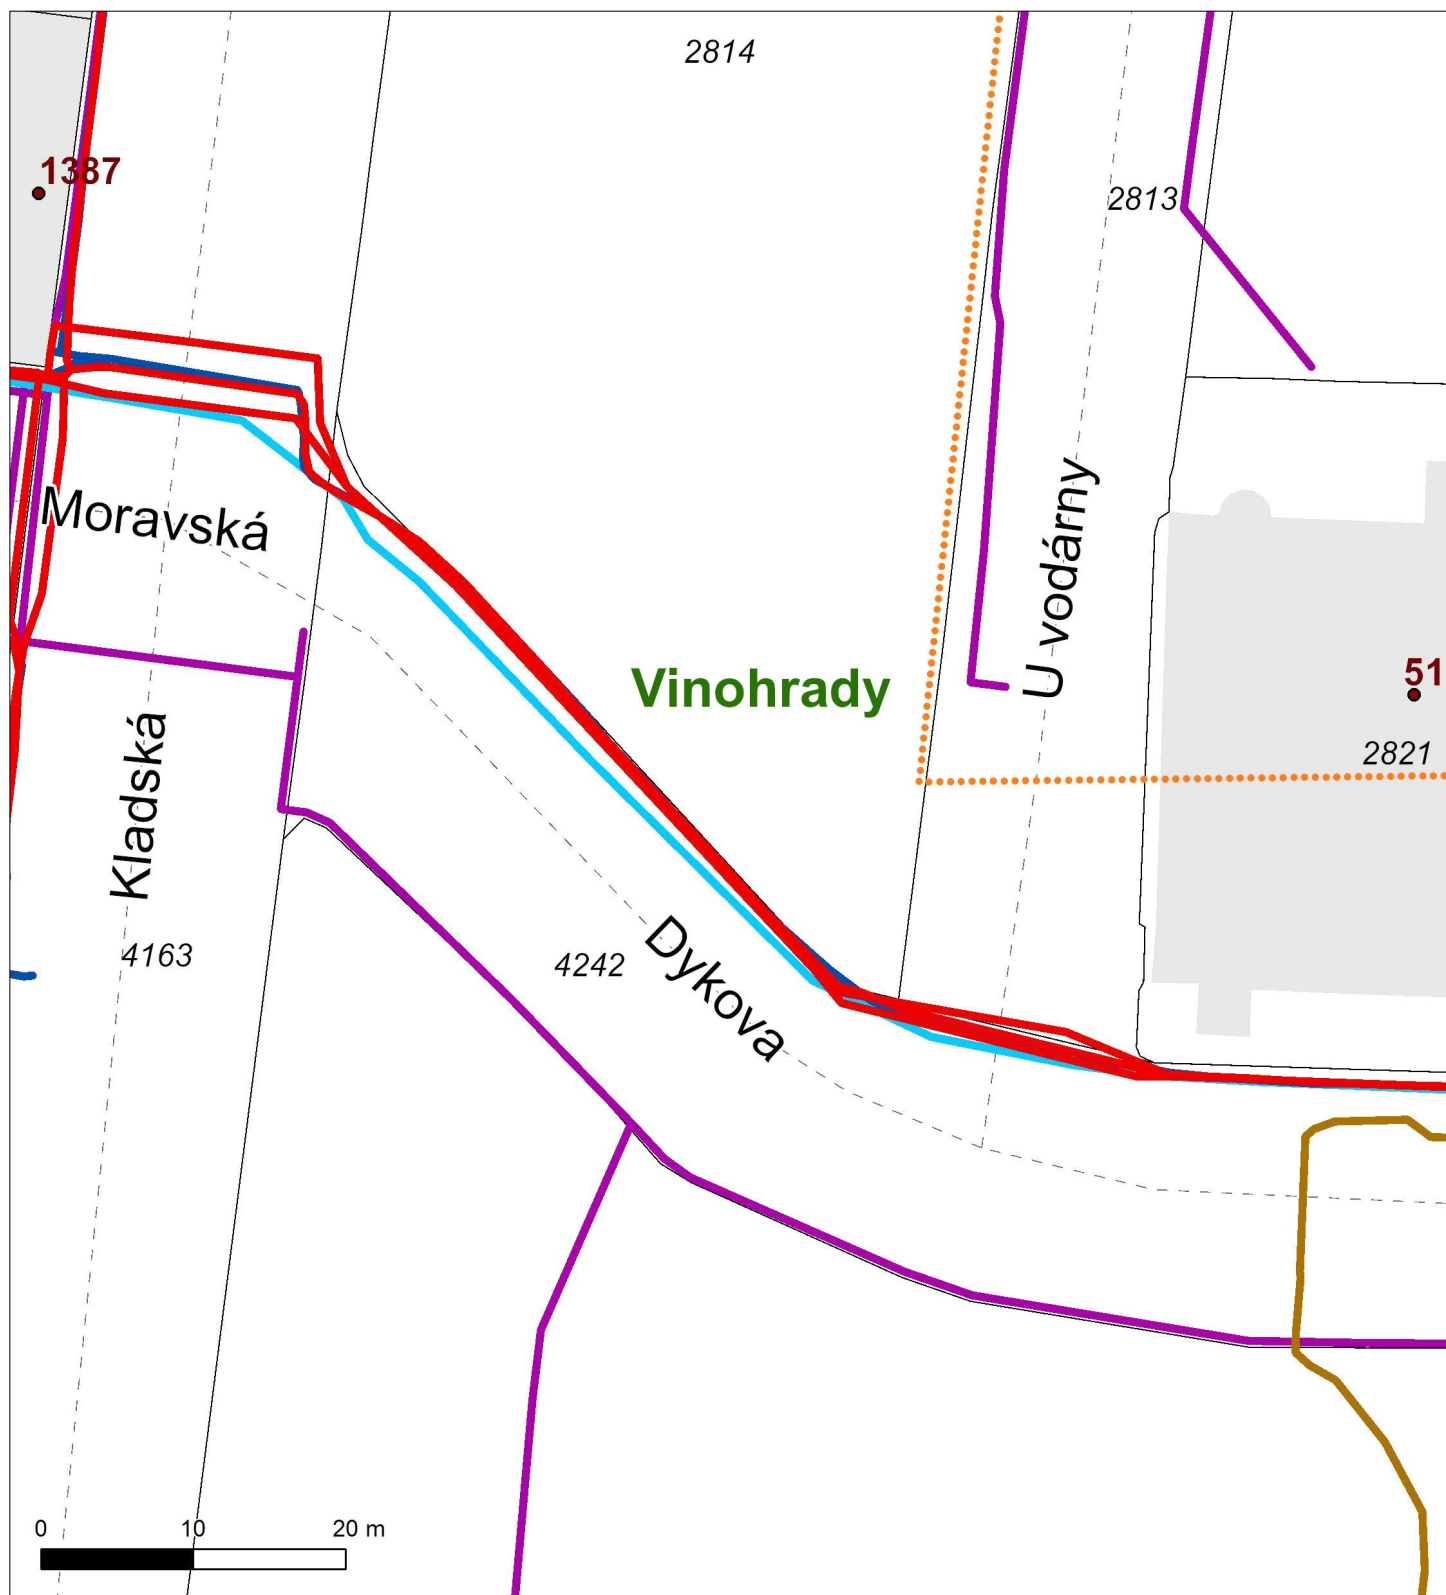 2814
1387
2813
Moravská
U vodárny
Vinohrady
51
2821
Kladská
4163
4242
Dykova
0 10 20 m